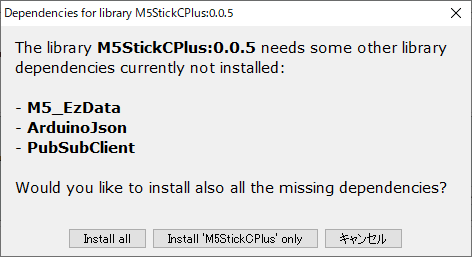 Dependencies for library M5StickCPlus:0.0.5
The library M5StickCPlus:0.0.5 needs some other library
dependencies currently not installed:
- M5_EzData
- ArduinoJson
- PubSubClient
Would you like to install also all the missing dependencies?
Install all
Install 'M5StickCPlus' only
キャンセル